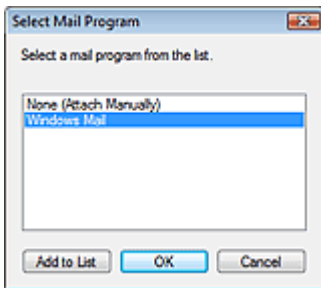 Select Mail Program
Select a mail program from the list.
None (Attach Manually)
Windows Mail
Add to List OK Cancel